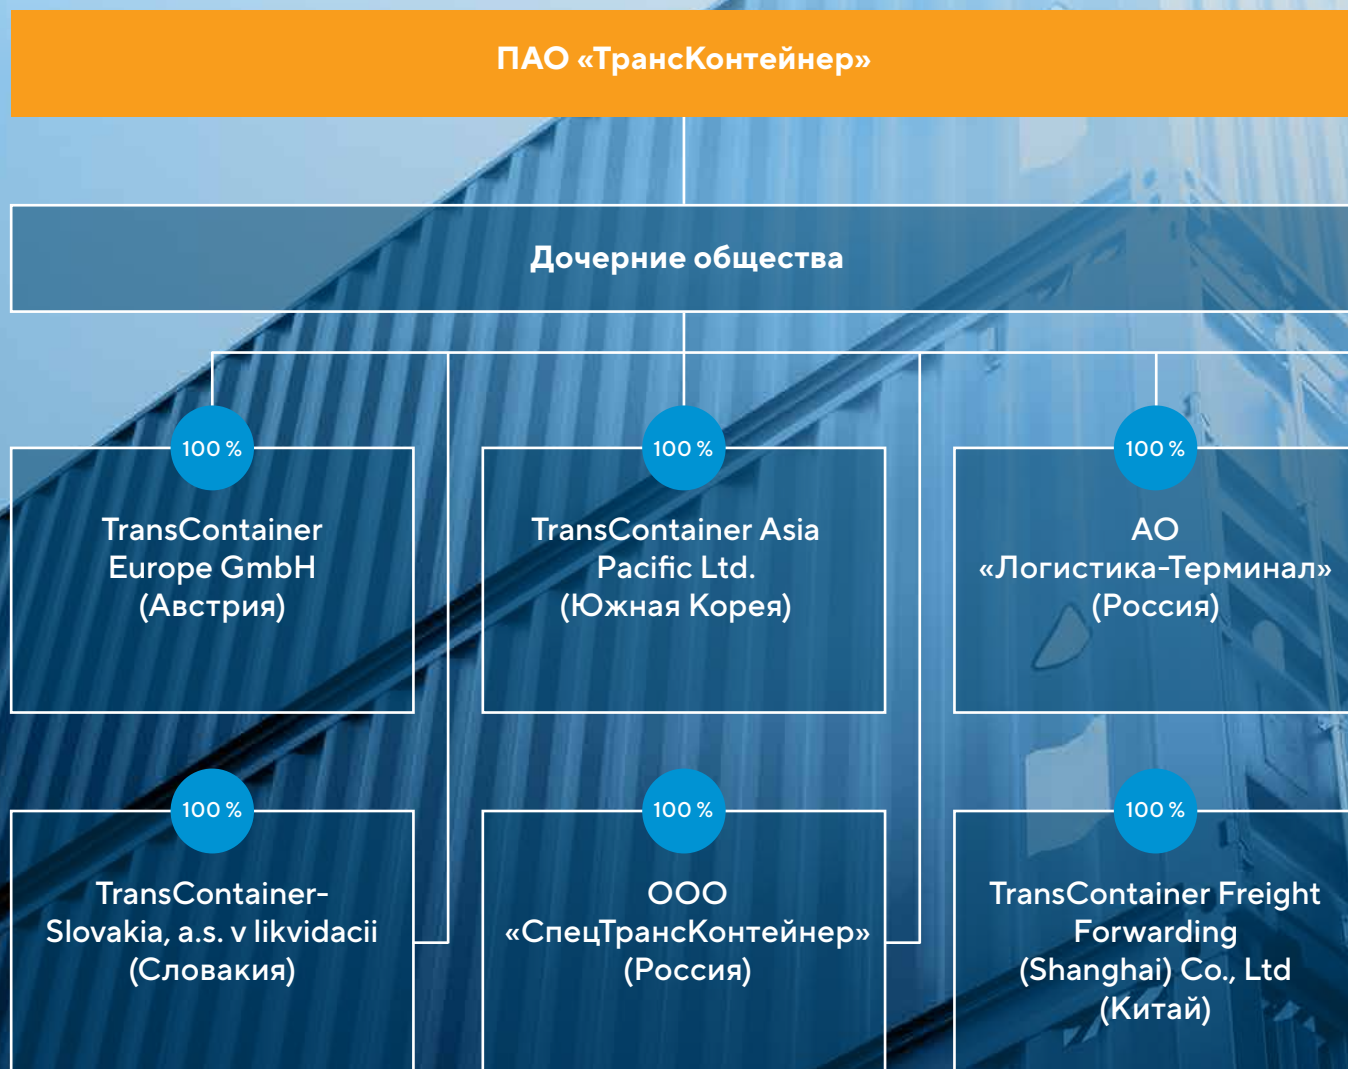 ПАО «ТрансКонтейнер»
Дочерние общества
100 %
100 %
100 %
TransContainer
Europe GmbH
(Австрия)
TransContainer Asia
Pacific Ltd.
(Южная Корея)
АО
«Логистика-Терминал»
(Россия)
100 %
100 %
100 %
TransContainer-
Slovakia, a.s. v likvidacii
(Словакия)
ООО
«СпецТрансКонтейнер»
(Россия)
TransContainer Freight
Forwarding
(Shanghai) Co., Ltd
(Китай)